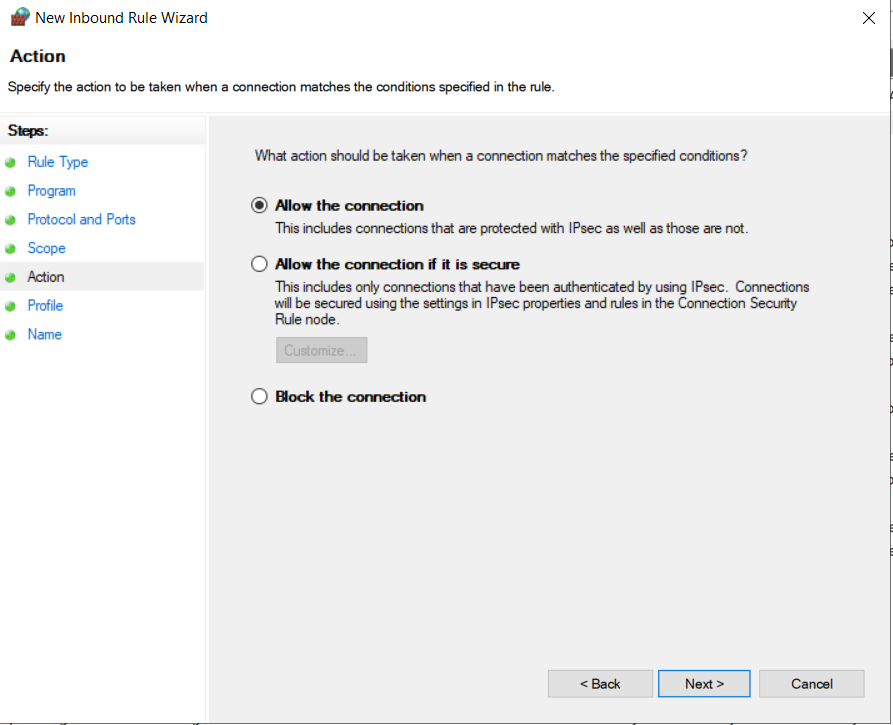 New Inbound Rule Wizard
Action
Specify the action to be taken when a connection matches the conditions specified in the rule.
Steps:
Rule Type
Program
Protocol and Ports
Scope
Action
Profile
Name
What action should be taken when a connection matches the specified conditions?
Allow the connection
This includes connections that are protected with IPsec as well as those are not.
Allow the connection if it is secure
This includes only connections that have been authenticated by using IPsec. Connections
will be secured using the settings in IPsec properties and rules in the Connection Security
Rule node.
Customize...
Block the connection
< Back
Next >
Cancel